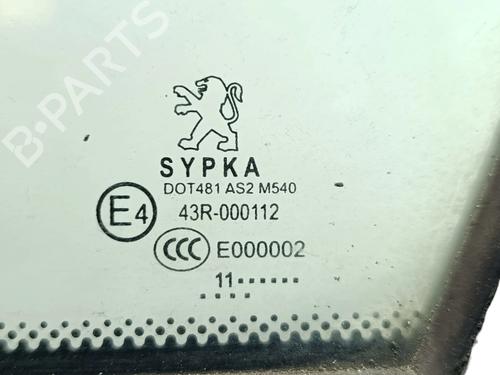 B-PARTS
SYPKA
DOT481 AS2 M540
E4 43R-000112
CCC E000002
11......
....